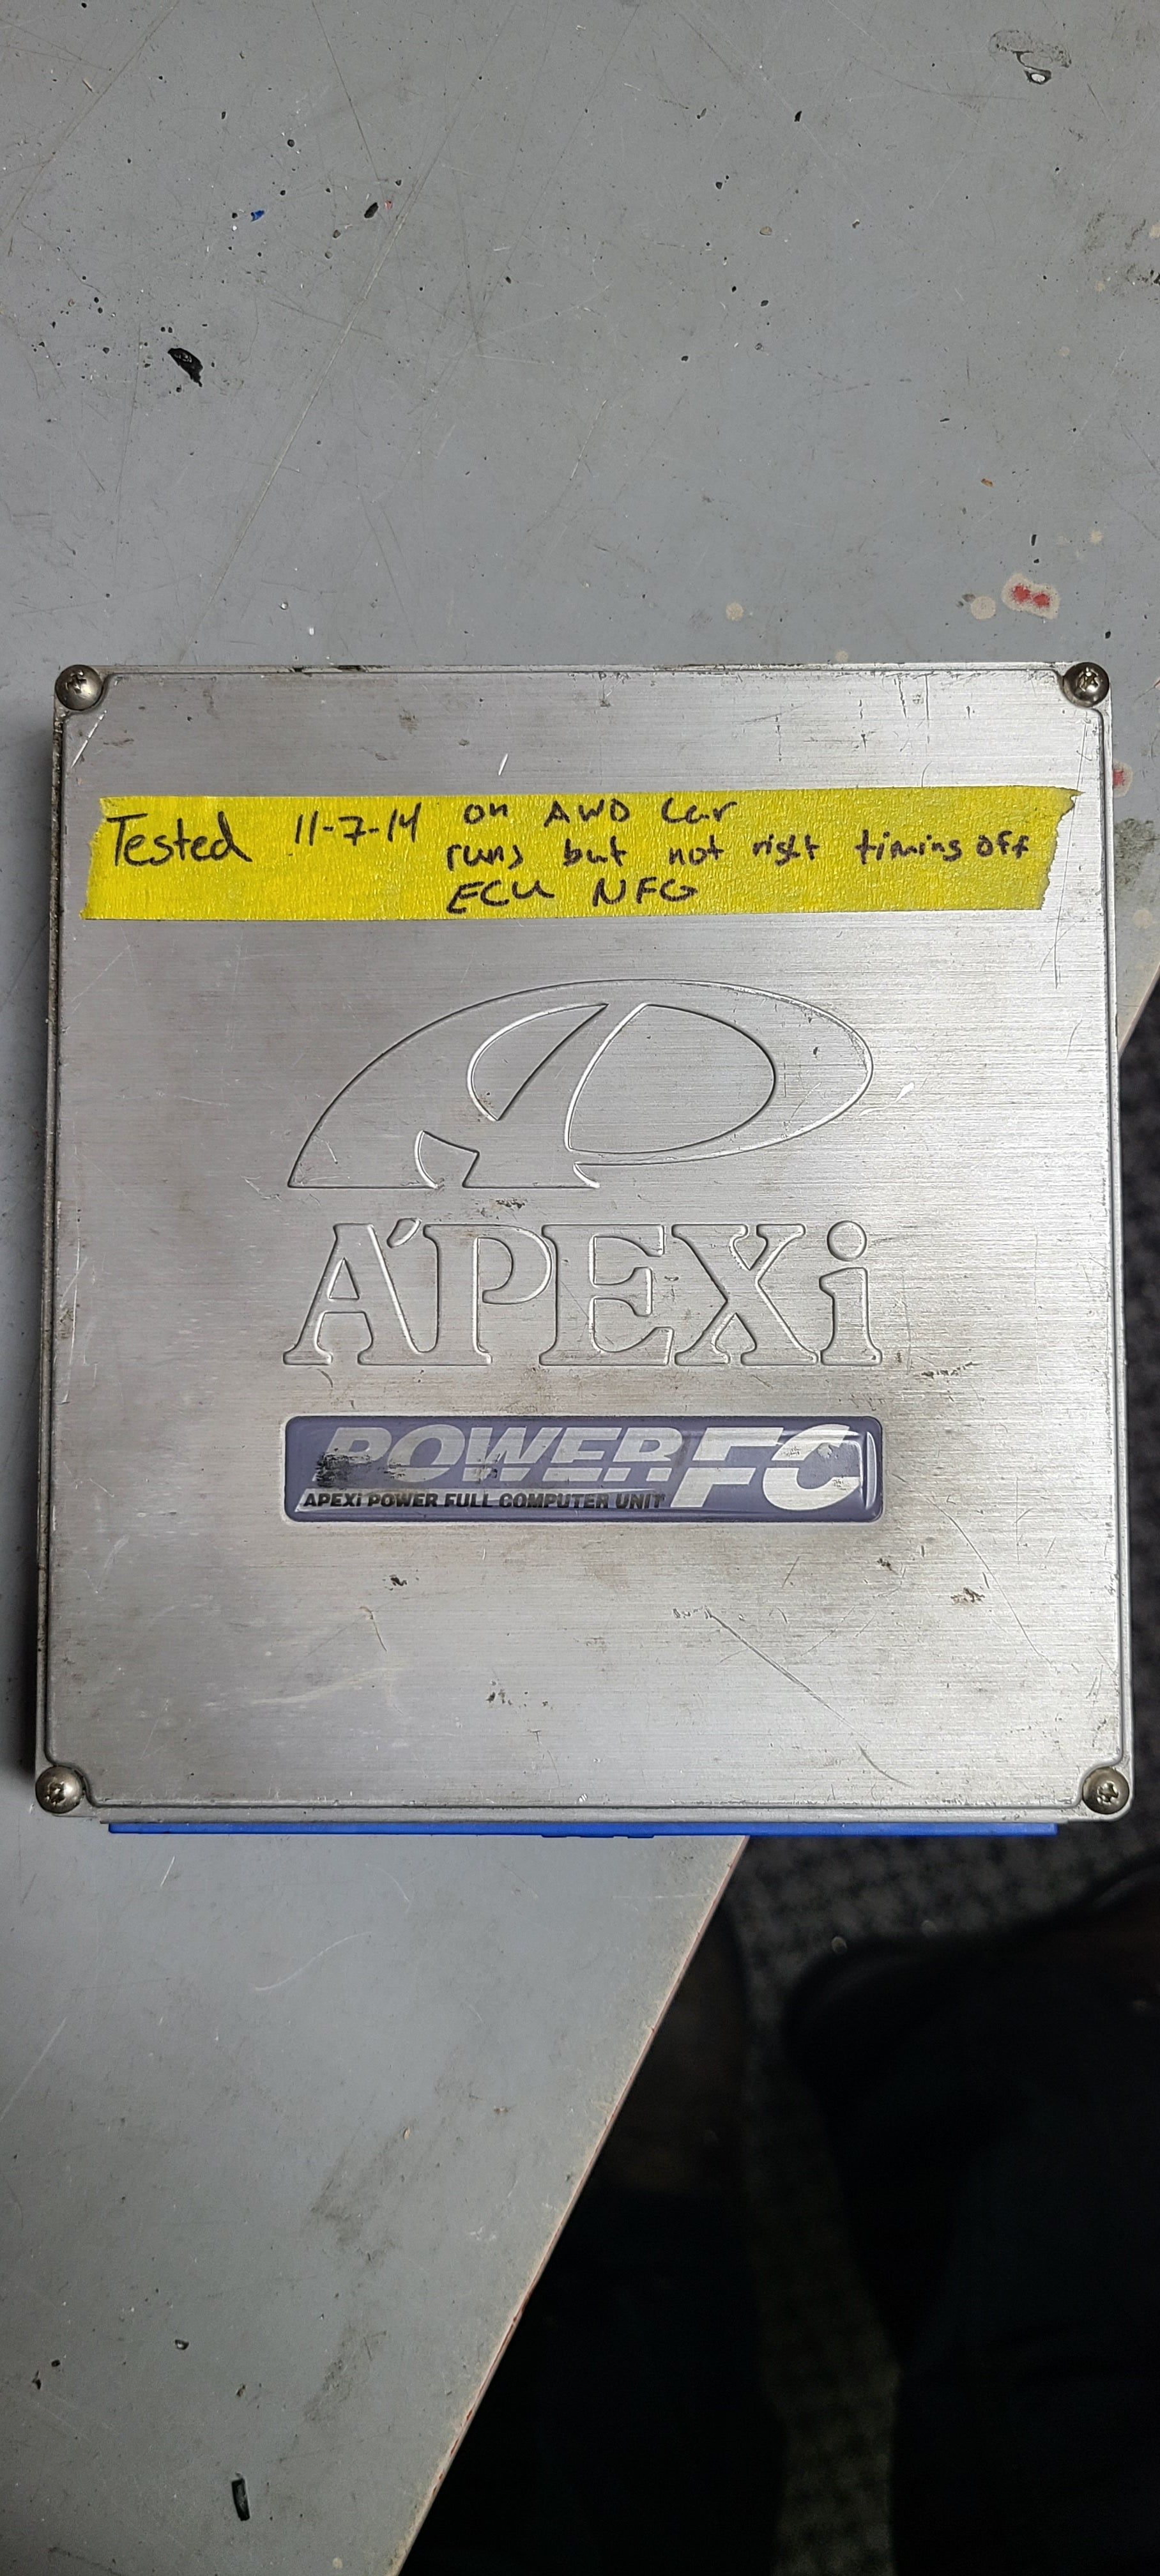 Tested 11-7-14 on AWD Car
runs but not right timing off
ECU NFG
A'PEXi
POWER FC
APEXi POWER FULL COMPUTER UNIT